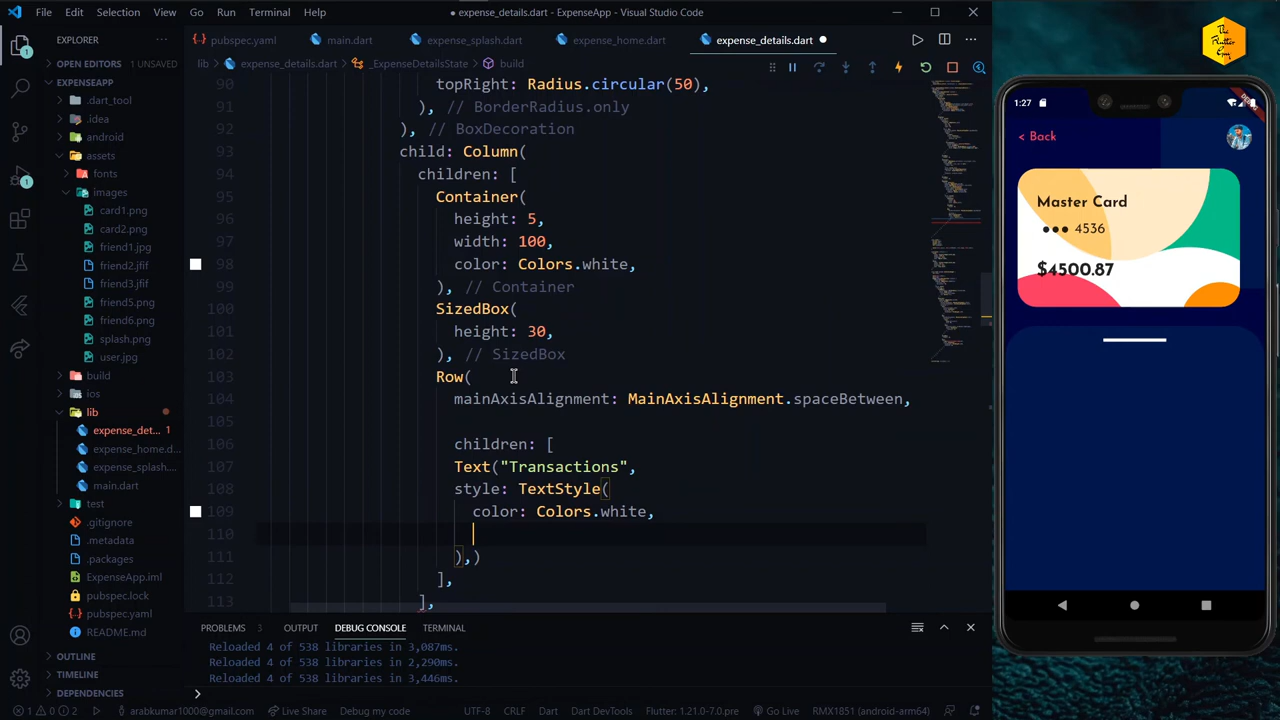 File Edit Selection View Go Run Terminal Help
● expense_details.dart - ExpenseApp - Visual Studio Code
EXPLORER ...
pubspec.yaml main.dart expense_splash.dart expense_home.dart expense_details.dart ●
lib > expense_details.dart > _ExpenseDetailsState > build
OPEN EDITORS 1 UNSAVED
EXPENSEAPP
.dart_tool
.idea
android
assets
fonts
images
card1.png
card2.png
friend1.jpg
friend2.jfif
friend3.jfif
friend5.png
friend6.png
splash.png
user.jpg
build
ios
lib
expense_det... 1
expense_home.d...
expense_splash....
main.dart
test
.gitignore
.metadata
.packages
ExpenseApp.iml
pubspec.lock
pubspec.yaml
README.md
OUTLINE
TIMELINE
DEPENDENCIES
90 topRight: Radius.circular(50),
91 ), // BorderRadius.only
92 ), // BoxDecoration
93 child: Column(
94 children: [
95 Container(
96 height: 5,
97 width: 100,
98 color: Colors.white,
99 ), // Container
100 SizedBox(
101 height: 30,
102 ), // SizedBox
103 Row(
104 mainAxisAlignment: MainAxisAlignment.spaceBetween,
105
106 children: [
107 Text("Transactions",
108 style: TextStyle(
109 color: Colors.white,
110
111 ),)
112 ],
113 ],
PROBLEMS 3 OUTPUT DEBUG CONSOLE TERMINAL
Reloaded 4 of 538 libraries in 3,087ms.
Reloaded 4 of 538 libraries in 2,290ms.
Reloaded 4 of 538 libraries in 3,446ms.
>
1 0 2 arabkumar1000@gmail.com Live Share Debug my code UTF-8 CRLF Dart Dart DevTools Flutter: 1.21.0-7.0.pre Go Live RMX1851 (android-arm64)
The
Flutter
Guy
1:27
DEBUG
< Back
Master Card
●●● 4536
$4500.87